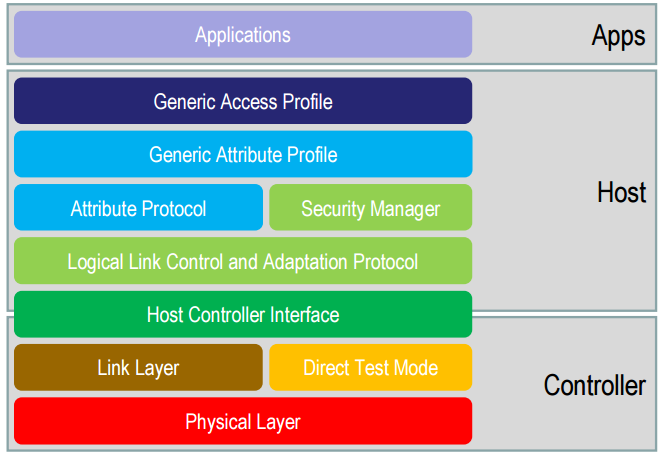 Applications
Apps
Generic Access Profile
Generic Attribute Profile
Attribute Protocol
Security Manager
Host
Logical Link Control and Adaptation Protocol
Host Controller Interface
Link Layer
Direct Test Mode
Controller
Physical Layer